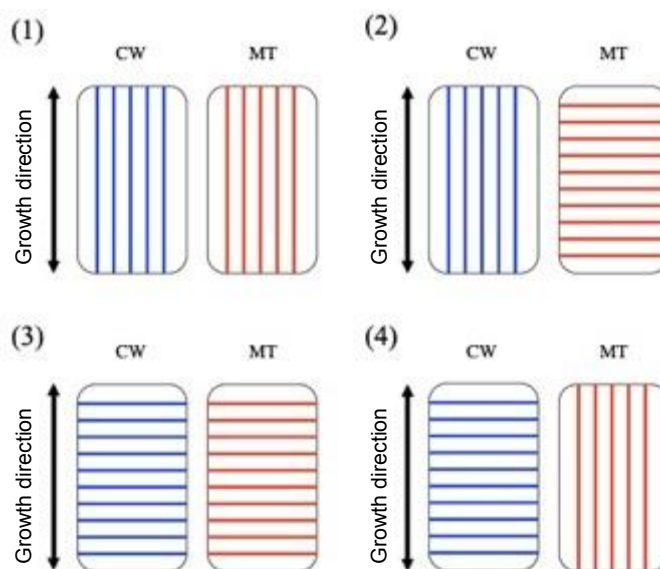 (1)
CW MT
Growth direction
(2)
CW MT
Growth direction
(3)
CW MT
Growth direction
(4)
CW MT
Growth direction